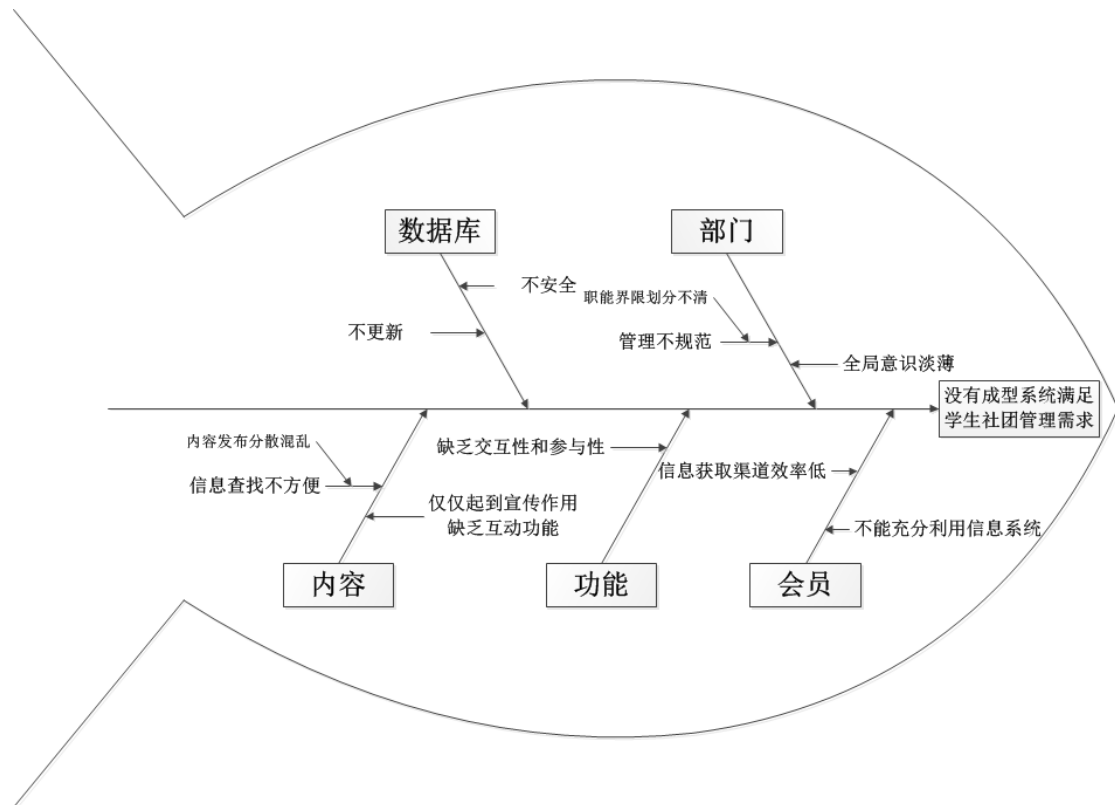 数据库
部门
不安全
职能界限划分不清
不更新
管理不规范
全局意识淡薄
没有成型系统满足
学生社团管理需求
内容发布分散混乱
缺乏交互性和参与性
信息获取渠道效率低
信息查找不方便
仅仅起到宣传作用
缺乏互动功能
不能充分利用信息系统
内容
功能
会员